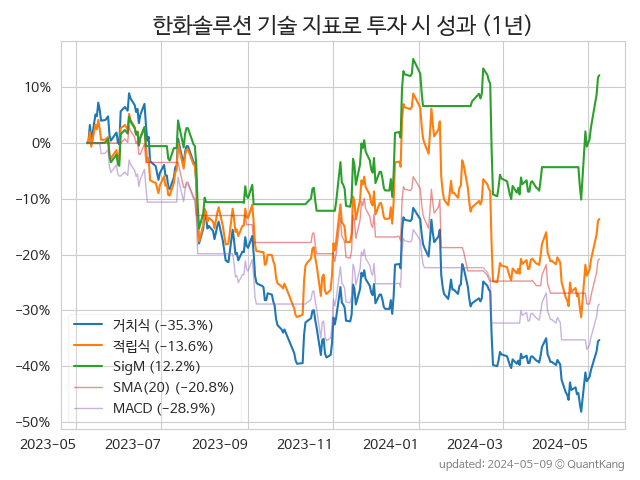 한화솔루션 기술 지표로 투자 시 성과 (1년)
10%
0%
−10%
−20%
−30%
−40%
−50%
거치식 (−35.3%)
적립식 (−13.6%)
SigM (12.2%)
SMA(20) (−20.8%)
MACD (−28.9%)
2023-05 2023-07 2023-09 2023-11 2024-01 2024-03 2024-05
updated: 2024-05-09 ⓒ QuantKang